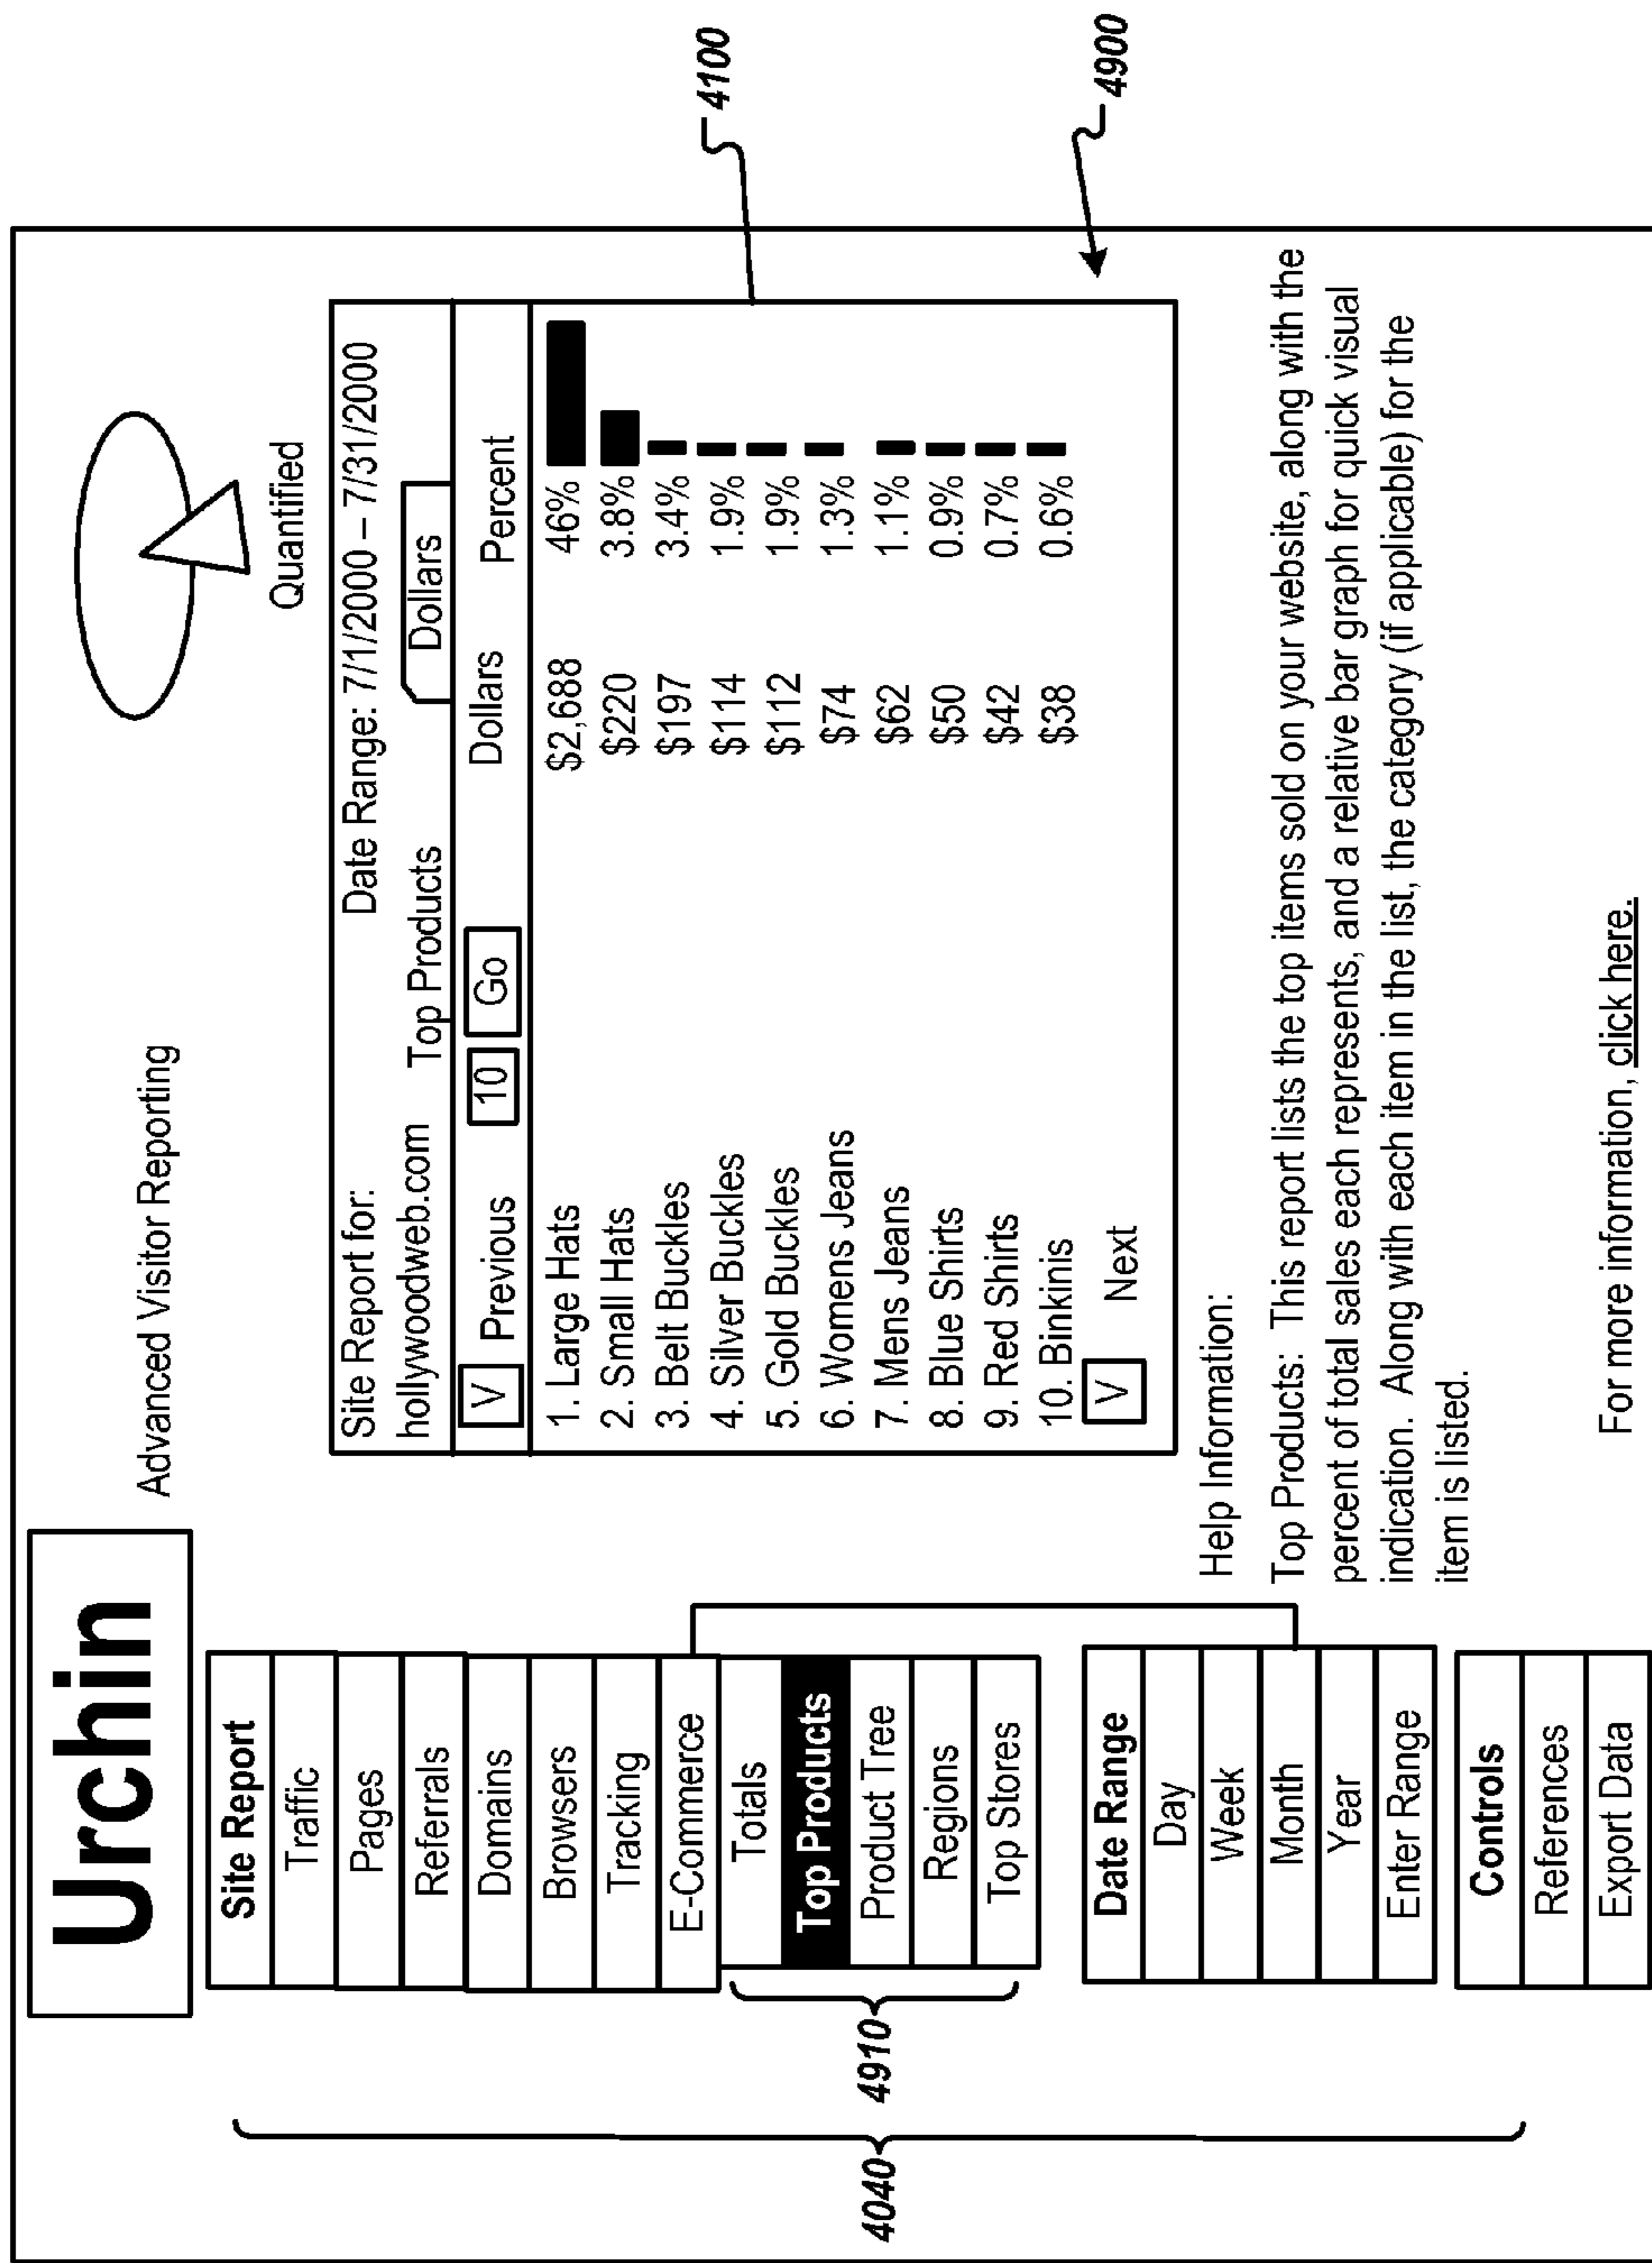 Urchin
Advanced Visitor Reporting
Quantified
Site Report
Traffic
Pages
Referrals
Domains
Browsers
Tracking
E-Commerce
Totals
Top Products
Product Tree
Regions
Top Stores
Date Range
Day
Week
Month
Year
Enter Range
Controls
References
Export Data
4040
4910
Site Report for: Date Range: 7/1/2000 – 7/31/2000
hollywoodweb.com Top Products Dollars
V Previous 10 Go Dollars Percent
1. Large Hats $2,688 46%
2. Small Hats $220 3.8%
3. Belt Buckles $197 3.4%
4. Silver Buckles $114 1.9%
5. Gold Buckles $112 1.9%
6. Womens Jeans $74 1.3%
7. Mens Jeans $62 1.1%
8. Blue Shirts $50 0.9%
9. Red Shirts $42 0.7%
10. Binkinis $38 0.6%
V Next
4100
4900
Help Information:
Top Products: This report lists the top items sold on your website, along with the
percent of total sales each represents, and a relative bar graph for quick visual
indication. Along with each item in the list, the category (if applicable) for the
item is listed.
For more information, click here.